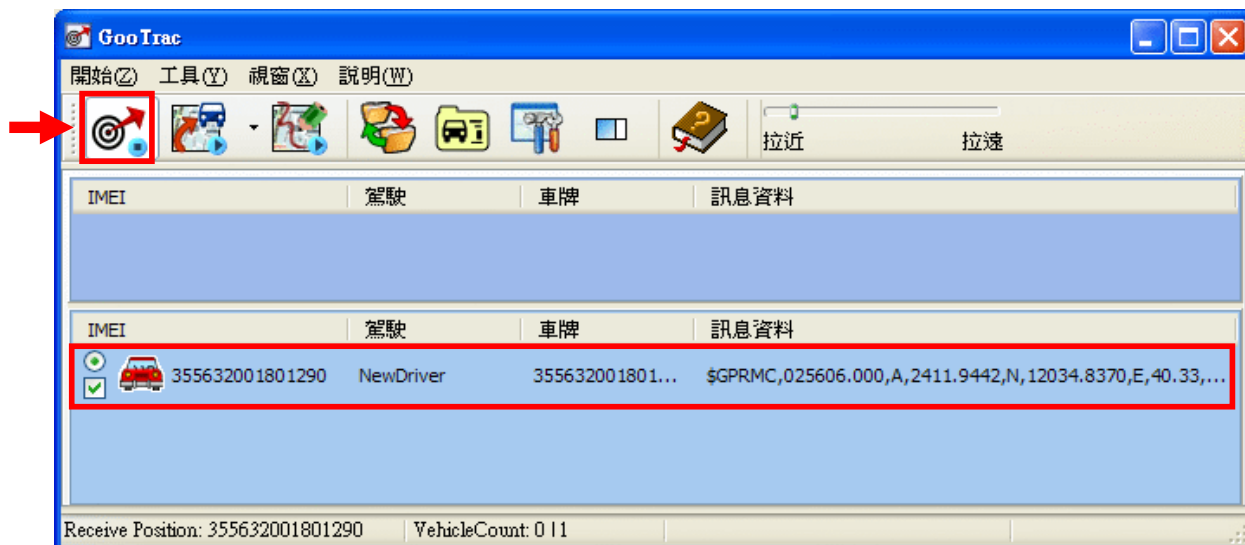 GooTrac
開始(Z) 工具(Y) 視窗(X) 說明(W)
拉近 拉遠
IMEI 駕駛 車牌 訊息資料
IMEI 駕駛 車牌 訊息資料
355632001801290 NewDriver 355632001801... $GPRMC,025606.000,A,2411.9442,N,12034.8370,E,40.33,...
Receive Position: 355632001801290 VehicleCount: 0 | 1